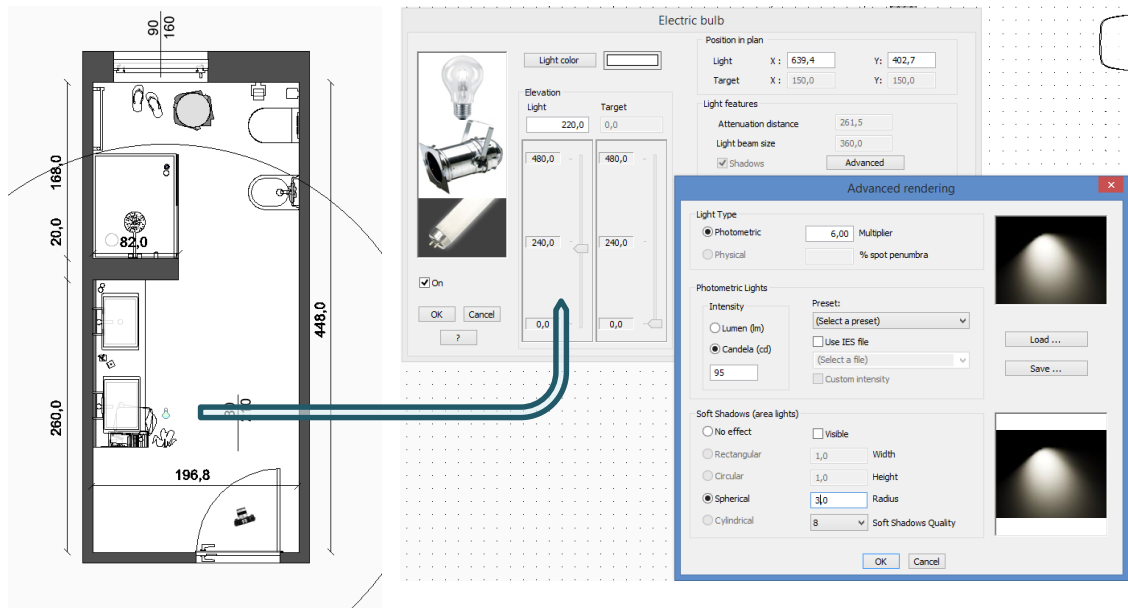 90
160
168,0
20,0
82,0
448,0
260,0
196,8
80
210
Electric bulb
Light color
Position in plan
Light X : 639,4 Y: 402,7
Target X : 150,0 Y: 150,0
Elevation
Light Target
220,0 0,0
480,0 480,0
240,0 240,0
0,0 0,0
On
OK Cancel
?
Light features
Attenuation distance 261,5
Light beam size 360,0
Shadows Advanced
Advanced rendering
x
Light Type
Photometric 6,00 Multiplier
Physical % spot penumbra
Photometric Lights
Intensity
Lumen (lm)
Candela (cd)
95
Preset:
(Select a preset)
Use IES file
(Select a file)
Custom intensity
Load ...
Save ...
Soft Shadows (area lights)
No effect Visible
Rectangular 1,0 Width
Circular 1,0 Height
Spherical 3,0 Radius
Cylindrical 8 Soft Shadows Quality
OK Cancel